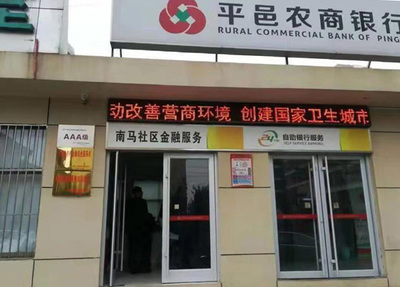 平邑农商银行
RURAL COMMERCIAL BANK OF PING
动改善营商环境 创建国家卫生城市
南马社区金融服务
24 自助银行服务
SELF SERVICE BANKING
AAA级